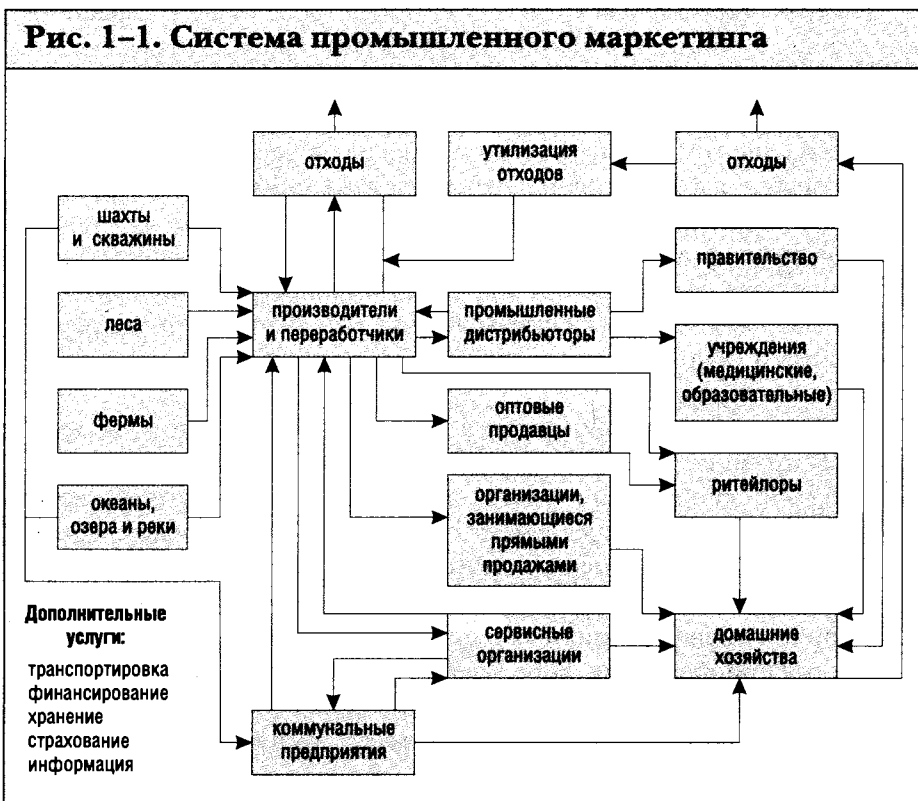 Рис. 1–1. Система промышленного маркетинга
отходы
утилизация
отходов
отходы
шахты
и скважины
правительство
леса
производители
и переработчики
промышленные
дистрибьюторы
учреждения
(медицинские,
образовательные)
фермы
оптовые
продавцы
ритейлоры
океаны,
озера и реки
организации,
занимающиеся
прямыми
продажами
Дополнительные
услуги:
транспортировка
финансирование
хранение
страхование
информация
сервисные
организации
домашние
хозяйства
коммунальные
предприятия